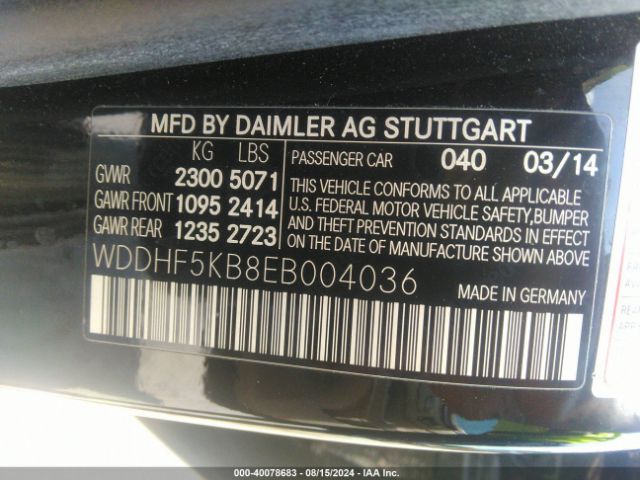 MFD BY DAIMLER AG STUTTGART
KG LBS
GVWR 2300 5071
GAWR FRONT 1095 2414
GAWR REAR 1235 2723
PASSENGER CAR 040 03/14
THIS VEHICLE CONFORMS TO ALL APPLICABLE
U.S. FEDERAL MOTOR VEHICLE SAFETY,BUMPER
AND THEFT PREVENTION STANDARDS IN EFFECT
ON THE DATE OF MANUFACTURE SHOWN ABOVE
WDDHF5KB8EB004036
MADE IN GERMANY
000-40078683 - 08/15/2024 - IAA Inc.